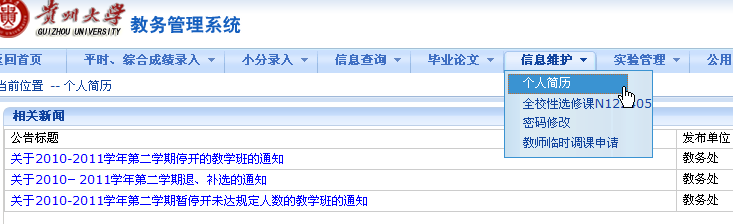 贵州大学
GUIZHOU UNIVERSITY
教务管理系统
返回首页 平时、综合成绩录入 小分录入 信息查询 毕业论文 信息维护 实验管理 公用
当前位置 -- 个人简历
个人简历
全校性选修课
密码修改
教师临时调课申请
相关新闻
公告标题 发布单位
关于2010-2011学年第二学期停开的教学班的通知 教务处
关于2010－2011学年第二学期退、补选的通知 教务处
关于2010-2011学年第二学期暂停开未达规定人数的教学班的通知 教务处